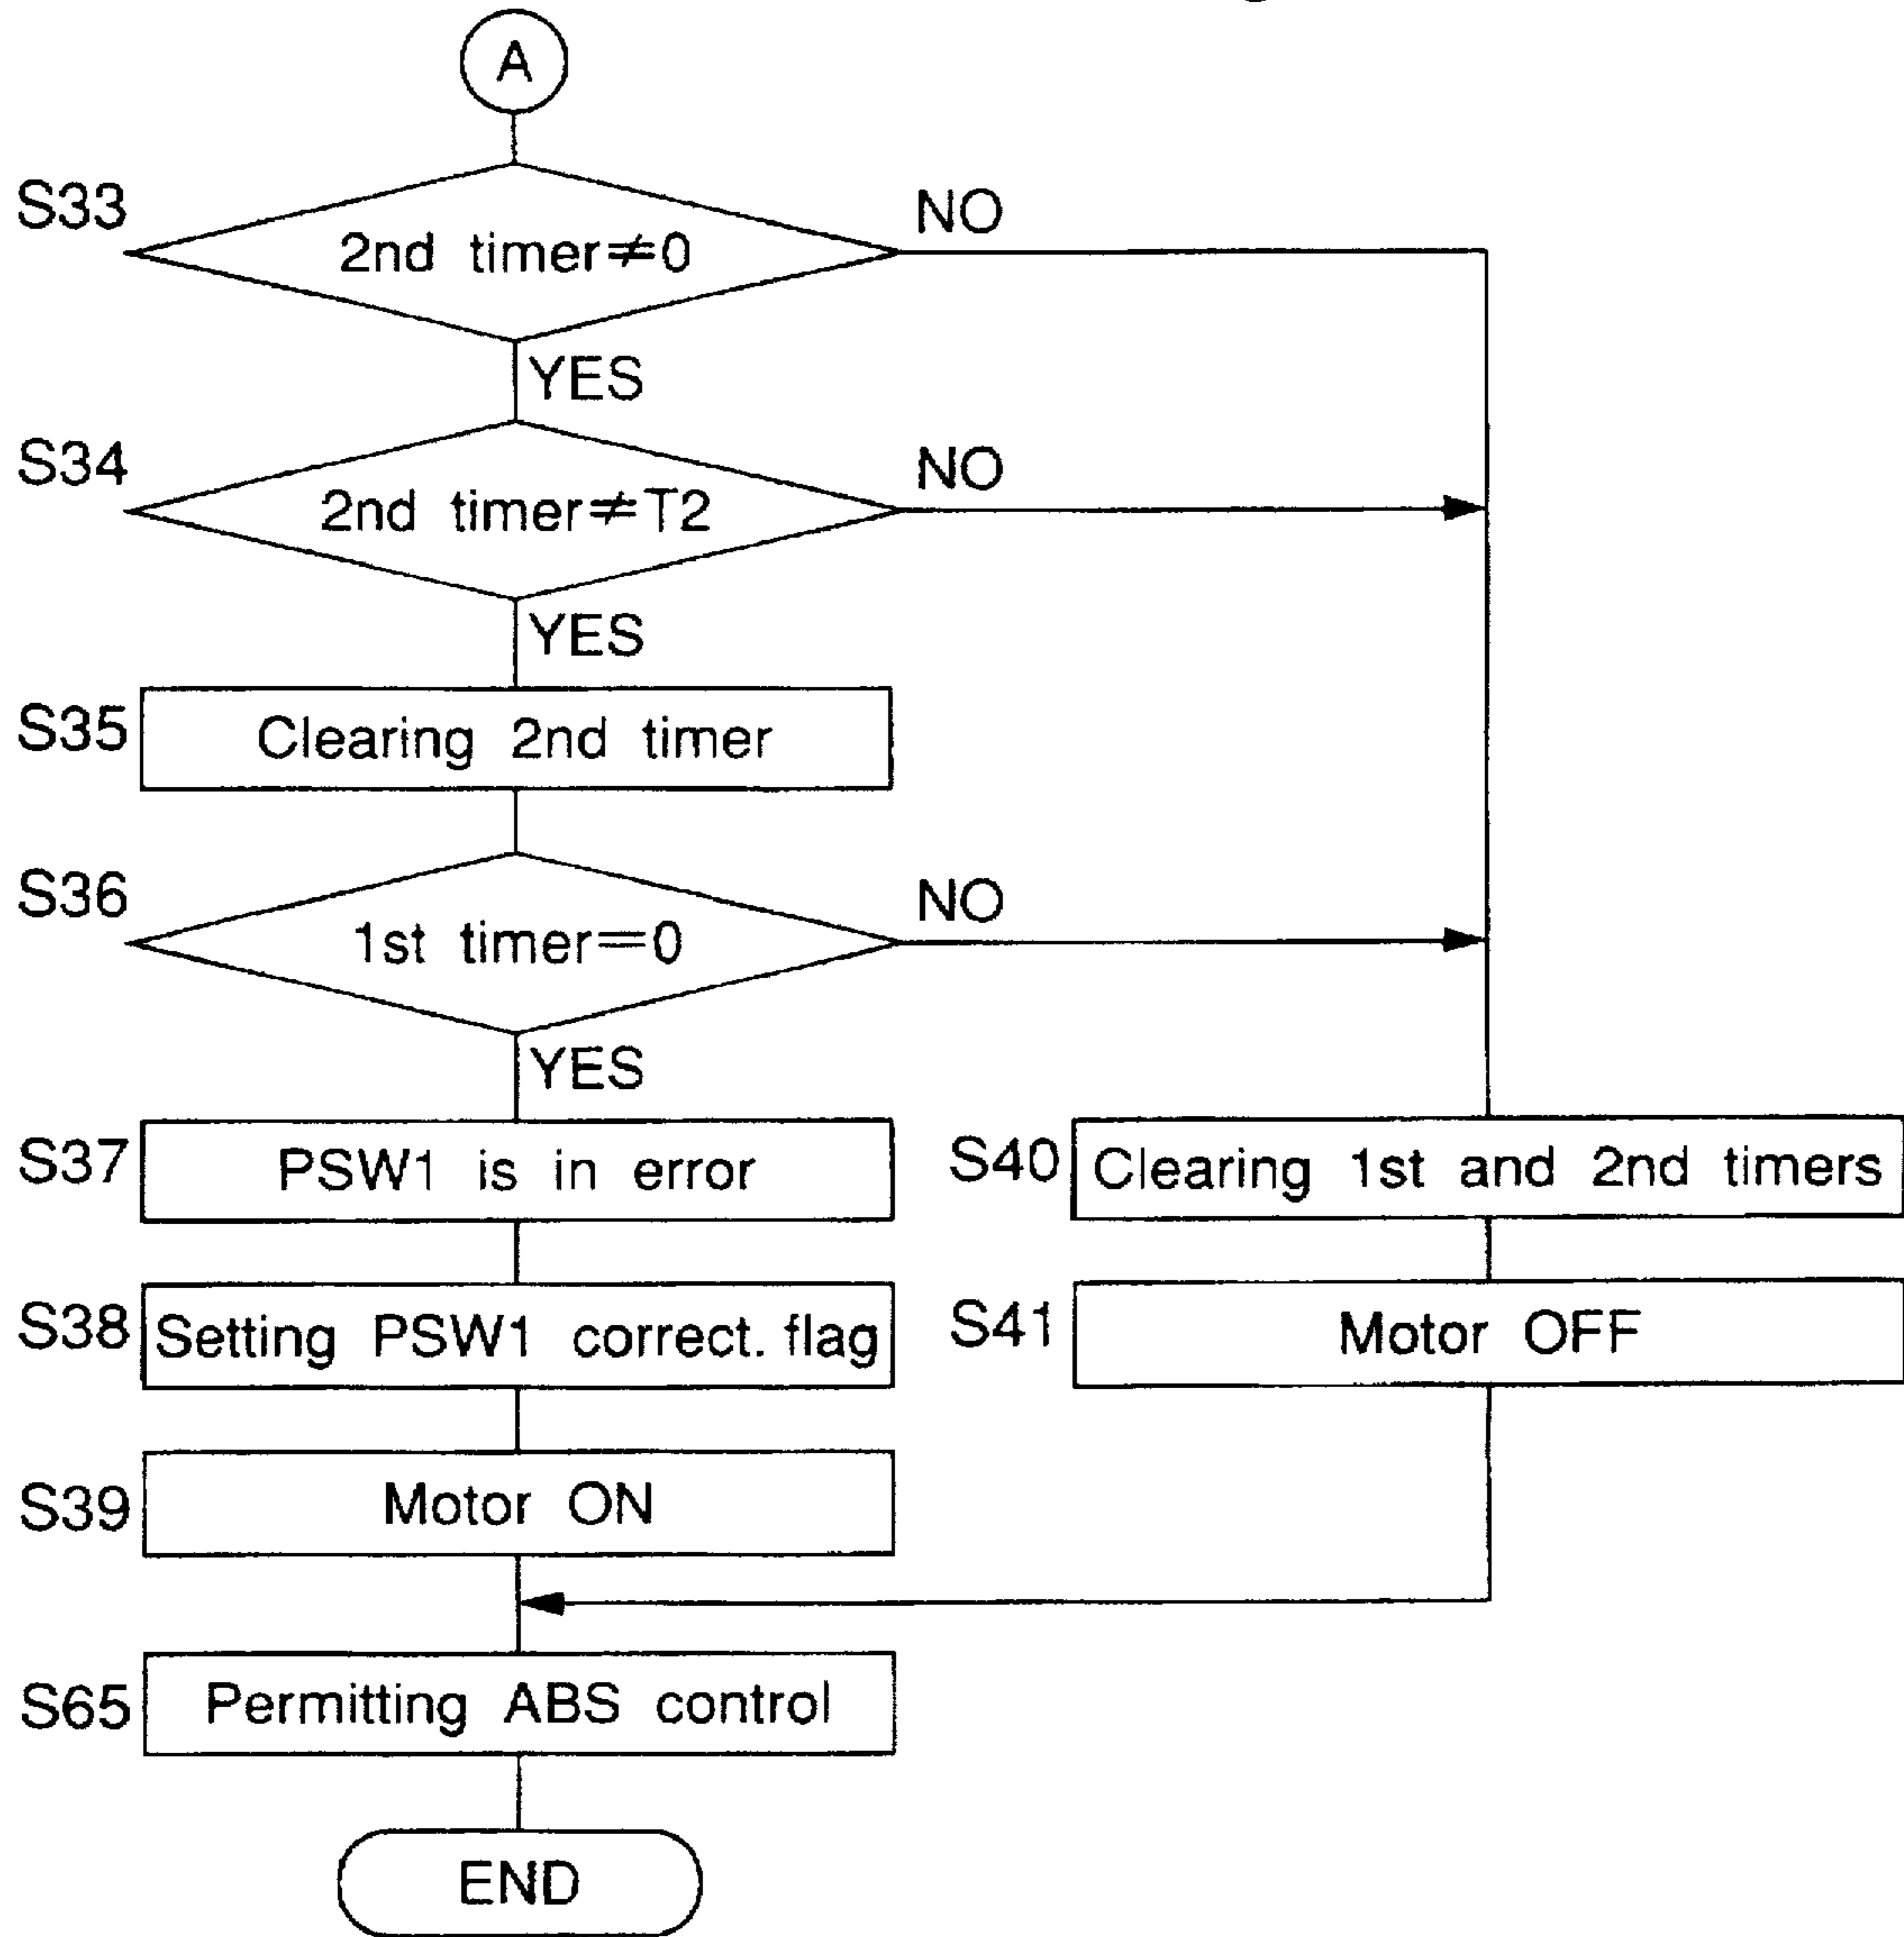 A
S33
2nd timer≠0
NO
YES
S34
2nd timer≠T2
NO
YES
S35
Clearing 2nd timer
S36
1st timer=0
NO
YES
S37
PSW1 is in error
S40
Clearing 1st and 2nd timers
S38
Setting PSW1 correct. flag
S41
Motor OFF
S39
Motor ON
S65
Permitting ABS control
END